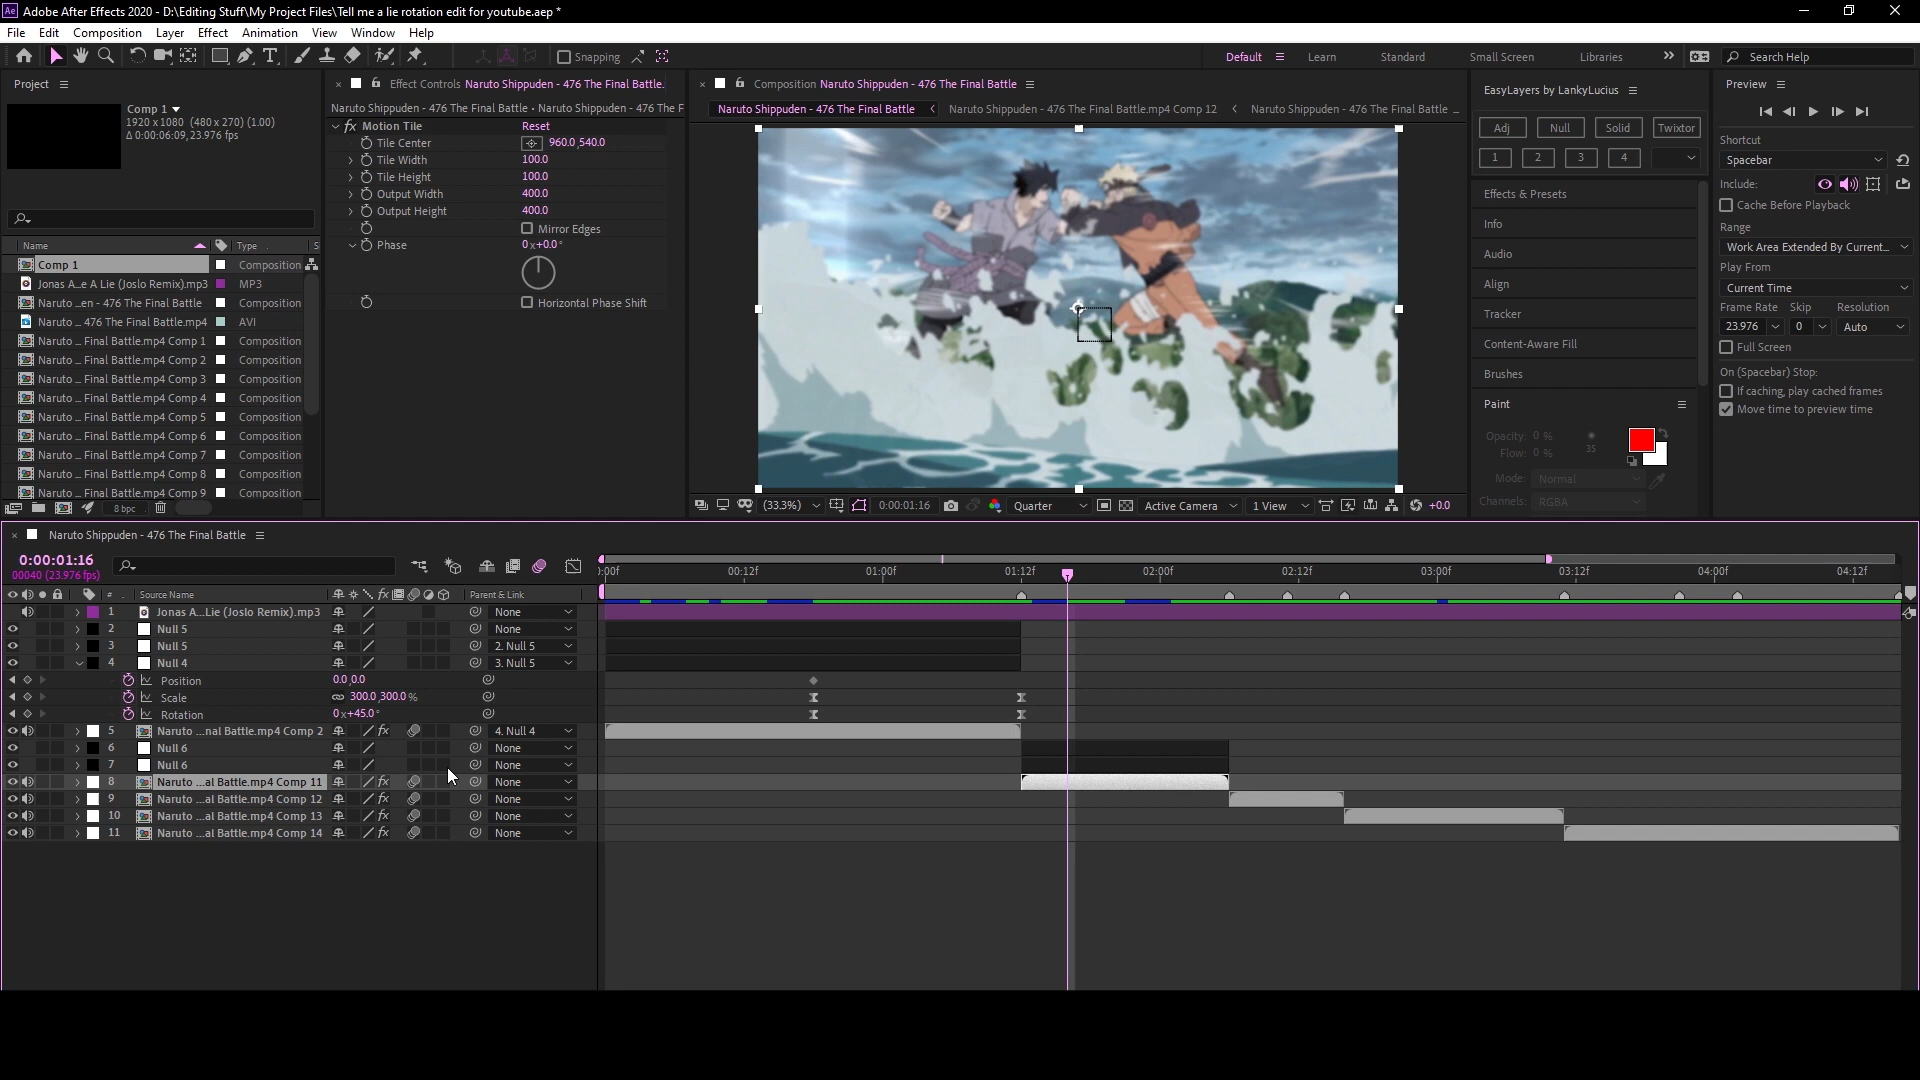 Ae Adobe After Effects 2020 - D:\Editing Stuff\My Project Files\Tell me a lie rotation edit for youtube.aep *
File Edit Composition Layer Effect Animation View Window Help
Snapping
Default Learn Standard Small Screen Libraries Search Help
Project
Comp 1
1920 x 1080 (480 x 270) (1.00)
Δ 0:00:06:09, 23.976 fps
Name Type S
Comp 1 Composition
Jonas A...e A Lie (Joslo Remix).mp3 MP3
Naruto ...en - 476 The Final Battle Composition
Naruto ... 476 The Final Battle.mp4 AVI
Naruto ... Final Battle.mp4 Comp 1 Composition
Naruto ... Final Battle.mp4 Comp 2 Composition
Naruto ... Final Battle.mp4 Comp 3 Composition
Naruto ... Final Battle.mp4 Comp 4 Composition
Naruto ... Final Battle.mp4 Comp 5 Composition
Naruto ... Final Battle.mp4 Comp 6 Composition
Naruto ... Final Battle.mp4 Comp 7 Composition
Naruto ... Final Battle.mp4 Comp 8 Composition
Naruto ... Final Battle.mp4 Comp 9 Composition
8 bpc
Effect Controls Naruto Shippuden - 476 The Final Battle.
Naruto Shippuden - 476 The Final Battle • Naruto Shippuden - 476 The F
fx Motion Tile Reset
Tile Center 960.0,540.0
Tile Width 100.0
Tile Height 100.0
Output Width 400.0
Output Height 400.0
Mirror Edges
Phase 0x+0.0°
Horizontal Phase Shift
Composition Naruto Shippuden - 476 The Final Battle
Naruto Shippuden - 476 The Final Battle < Naruto Shippuden - 476 The Final Battle.mp4 Comp 12 < Naruto Shippuden - 476 The Final Battle ...
(33.3%) 0:00:01:16 Quarter Active Camera 1 View +0.0
EasyLayers by LankyLucius
Adj Null Solid Twixtor
1 2 3 4
Effects & Presets
Info
Audio
Align
Tracker
Content-Aware Fill
Brushes
Paint
Opacity: 0 %
Flow: 0 %
35
Mode: Normal
Channels: RGBA
Preview
Shortcut
Spacebar
Include:
Cache Before Playback
Range
Work Area Extended By Current...
Play From
Current Time
Frame Rate Skip Resolution
23.976 0 Auto
Full Screen
On (Spacebar) Stop:
If caching, play cached frames
Move time to preview time
Naruto Shippuden - 476 The Final Battle
0:00:01:16
00040 (23.976 fps)
:00f 00:12f 01:00f 01:12f 02:00f 02:12f 03:00f 03:12f 04:00f 04:12f
# Source Name fx Parent & Link
1 Jonas A...Lie (Joslo Remix).mp3 None
2 Null 5 None
3 Null 5 2. Null 5
4 Null 4 3. Null 5
Position 0.0,0.0
Scale 300.0,300.0 %
Rotation 0x+45.0°
5 Naruto ...nal Battle.mp4 Comp 2 fx 4. Null 4
6 Null 6 None
7 Null 6 None
8 Naruto ...al Battle.mp4 Comp 11 fx None
9 Naruto ...al Battle.mp4 Comp 12 fx None
10 Naruto ...al Battle.mp4 Comp 13 fx None
11 Naruto ...al Battle.mp4 Comp 14 fx None